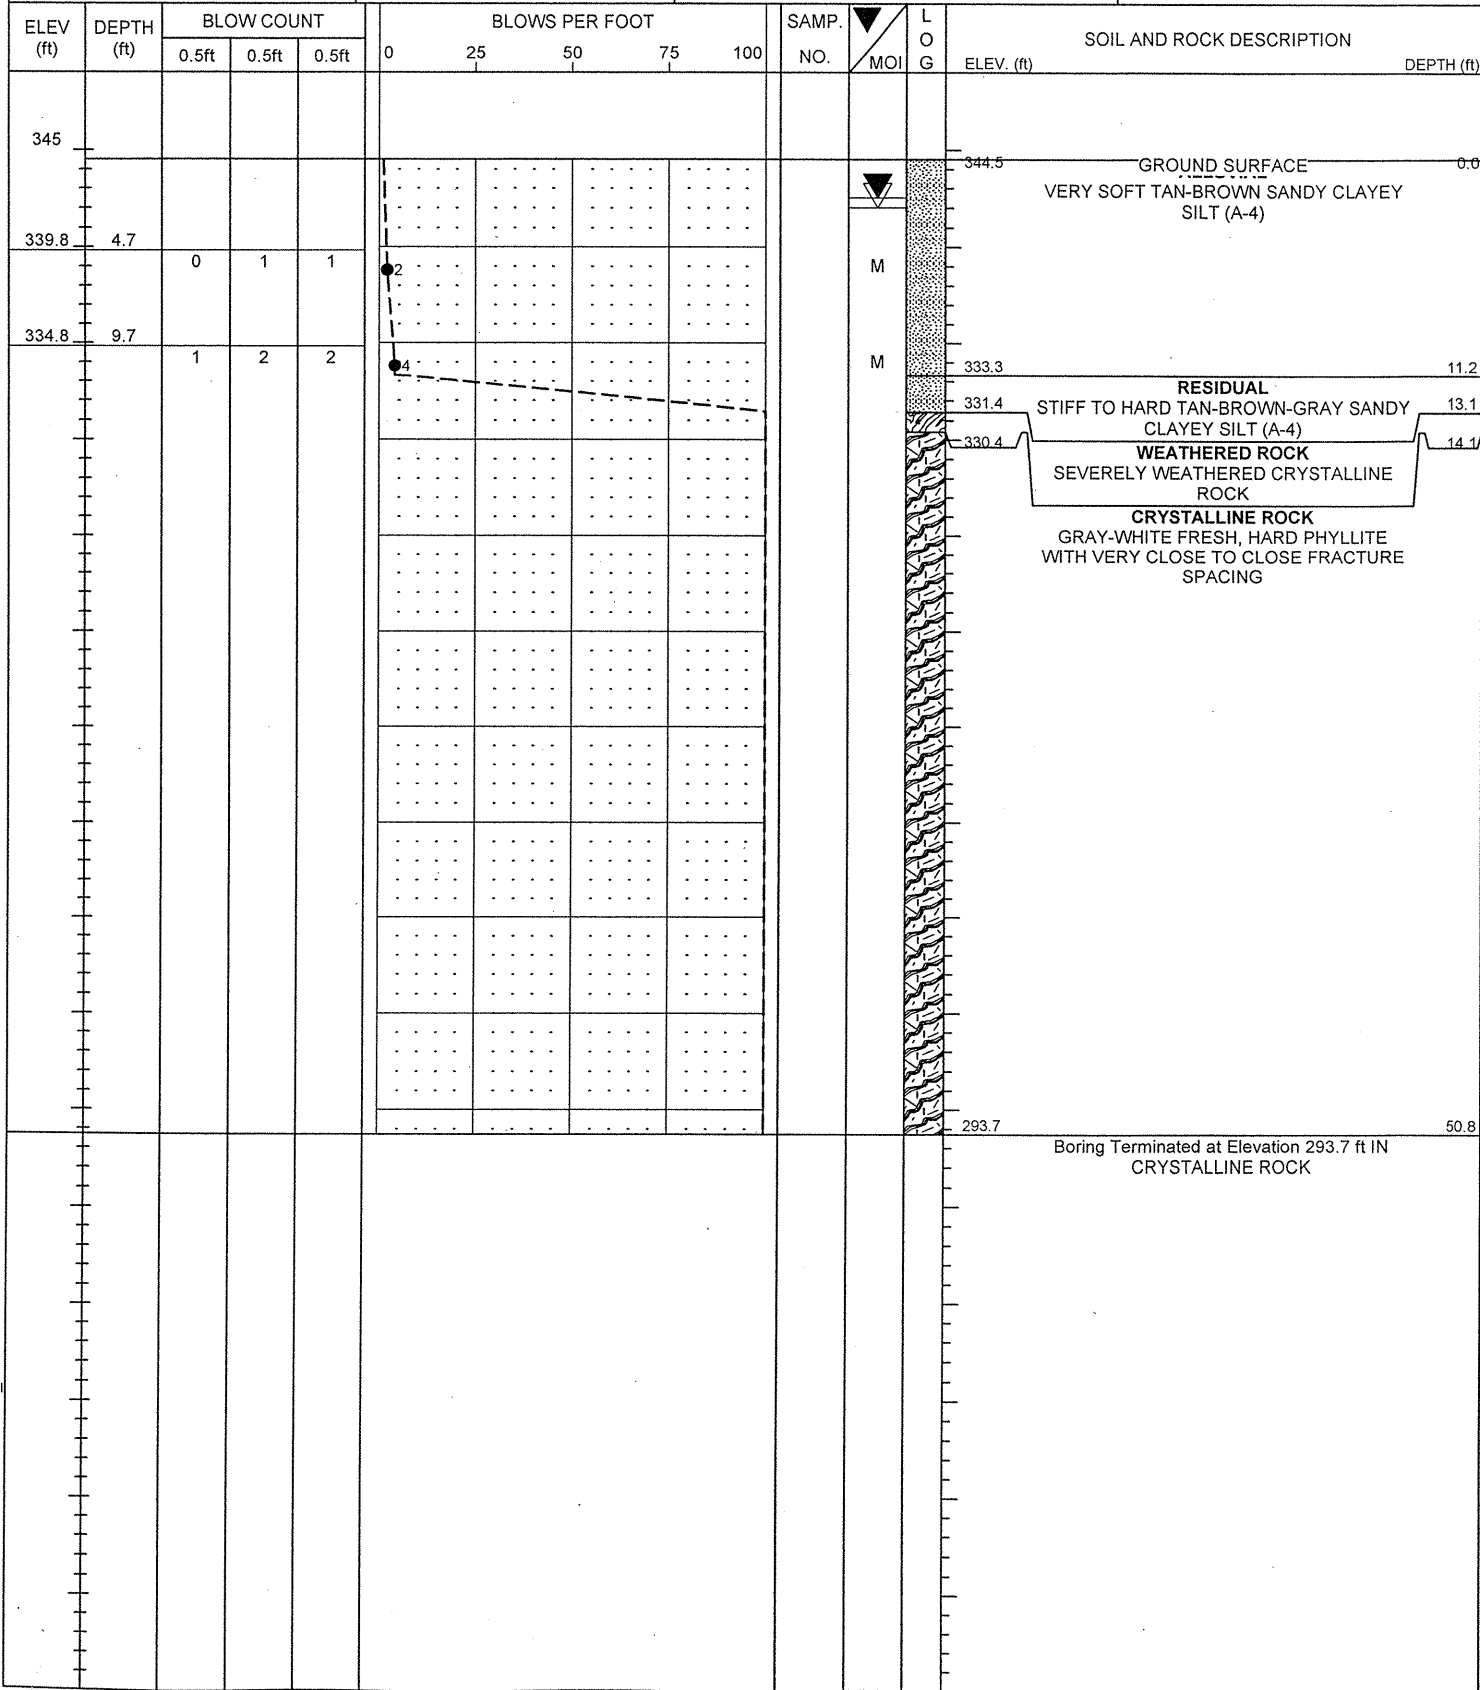 ELEV DEPTH BLOW COUNT BLOWS PER FOOT SAMP. L
(ft) (ft) 0.5ft 0.5ft 0.5ft 0 25 50 75 100 NO. MOI O SOIL AND ROCK DESCRIPTION
G ELEV. (ft) DEPTH (ft)
345
344.5 GROUND SURFACE 0.0
VERY SOFT TAN-BROWN SANDY CLAYEY
SILT (A-4)
339.8 4.7
0 1 1 2 M
334.8 9.7
1 2 2 4 M
333.3 11.2
RESIDUAL
331.4 STIFF TO HARD TAN-BROWN-GRAY SANDY 13.1
CLAYEY SILT (A-4)
330.4 14.1
WEATHERED ROCK
SEVERELY WEATHERED CRYSTALLINE
ROCK
CRYSTALLINE ROCK
GRAY-WHITE FRESH, HARD PHYLLITE
WITH VERY CLOSE TO CLOSE FRACTURE
SPACING
293.7 50.8
Boring Terminated at Elevation 293.7 ft IN
CRYSTALLINE ROCK